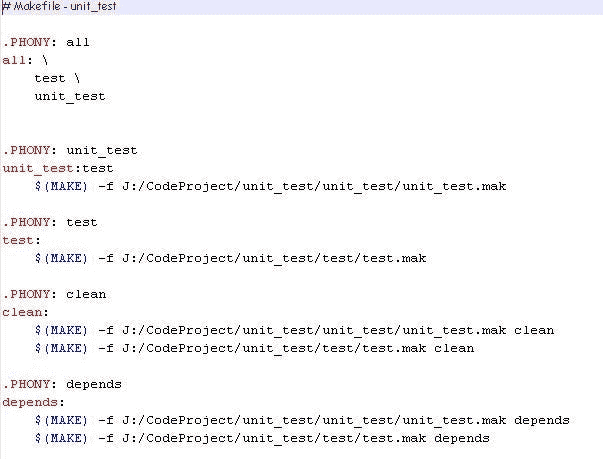 # Makefile - unit_test
.PHONY: all
all: \
    test \
    unit_test
.PHONY: unit_test
unit_test:test
    $(MAKE) -f J:/CodeProject/unit_test/unit_test/unit_test.mak
.PHONY: test
test:
    $(MAKE) -f J:/CodeProject/unit_test/test/test.mak
.PHONY: clean
clean:
    $(MAKE) -f J:/CodeProject/unit_test/unit_test/unit_test.mak clean
    $(MAKE) -f J:/CodeProject/unit_test/test/test.mak clean
.PHONY: depends
depends:
    $(MAKE) -f J:/CodeProject/unit_test/unit_test/unit_test.mak depends
    $(MAKE) -f J:/CodeProject/unit_test/test/test.mak depends